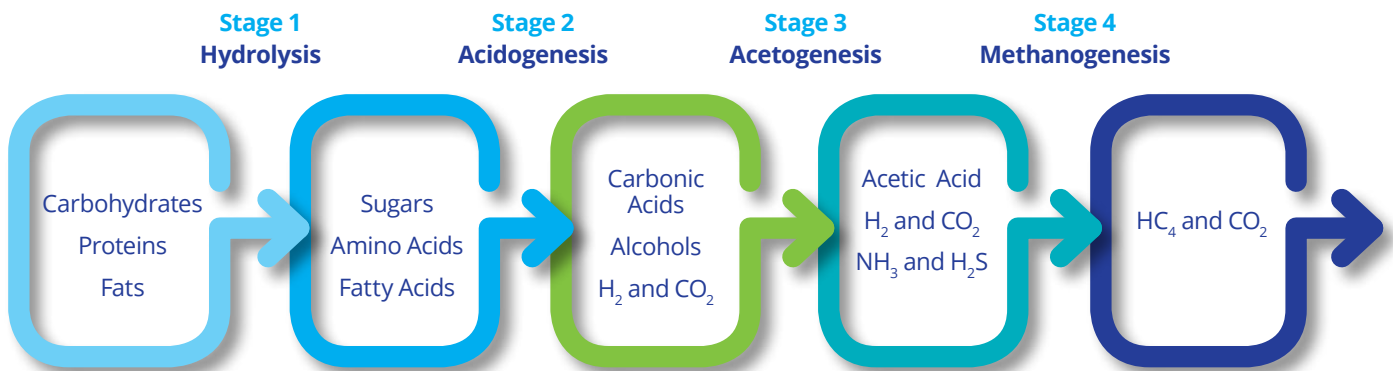 Stage 1
Hydrolysis
Stage 2
Acidogenesis
Stage 3
Acetogenesis
Stage 4
Methanogenesis
Carbohydrates
Proteins
Fats
Sugars
Amino Acids
Fatty Acids
Carbonic
Acids
Alcohols
H₂ and CO₂
Acetic Acid
H₂ and CO₂
NH₃ and H₂S
HC₄ and CO₂